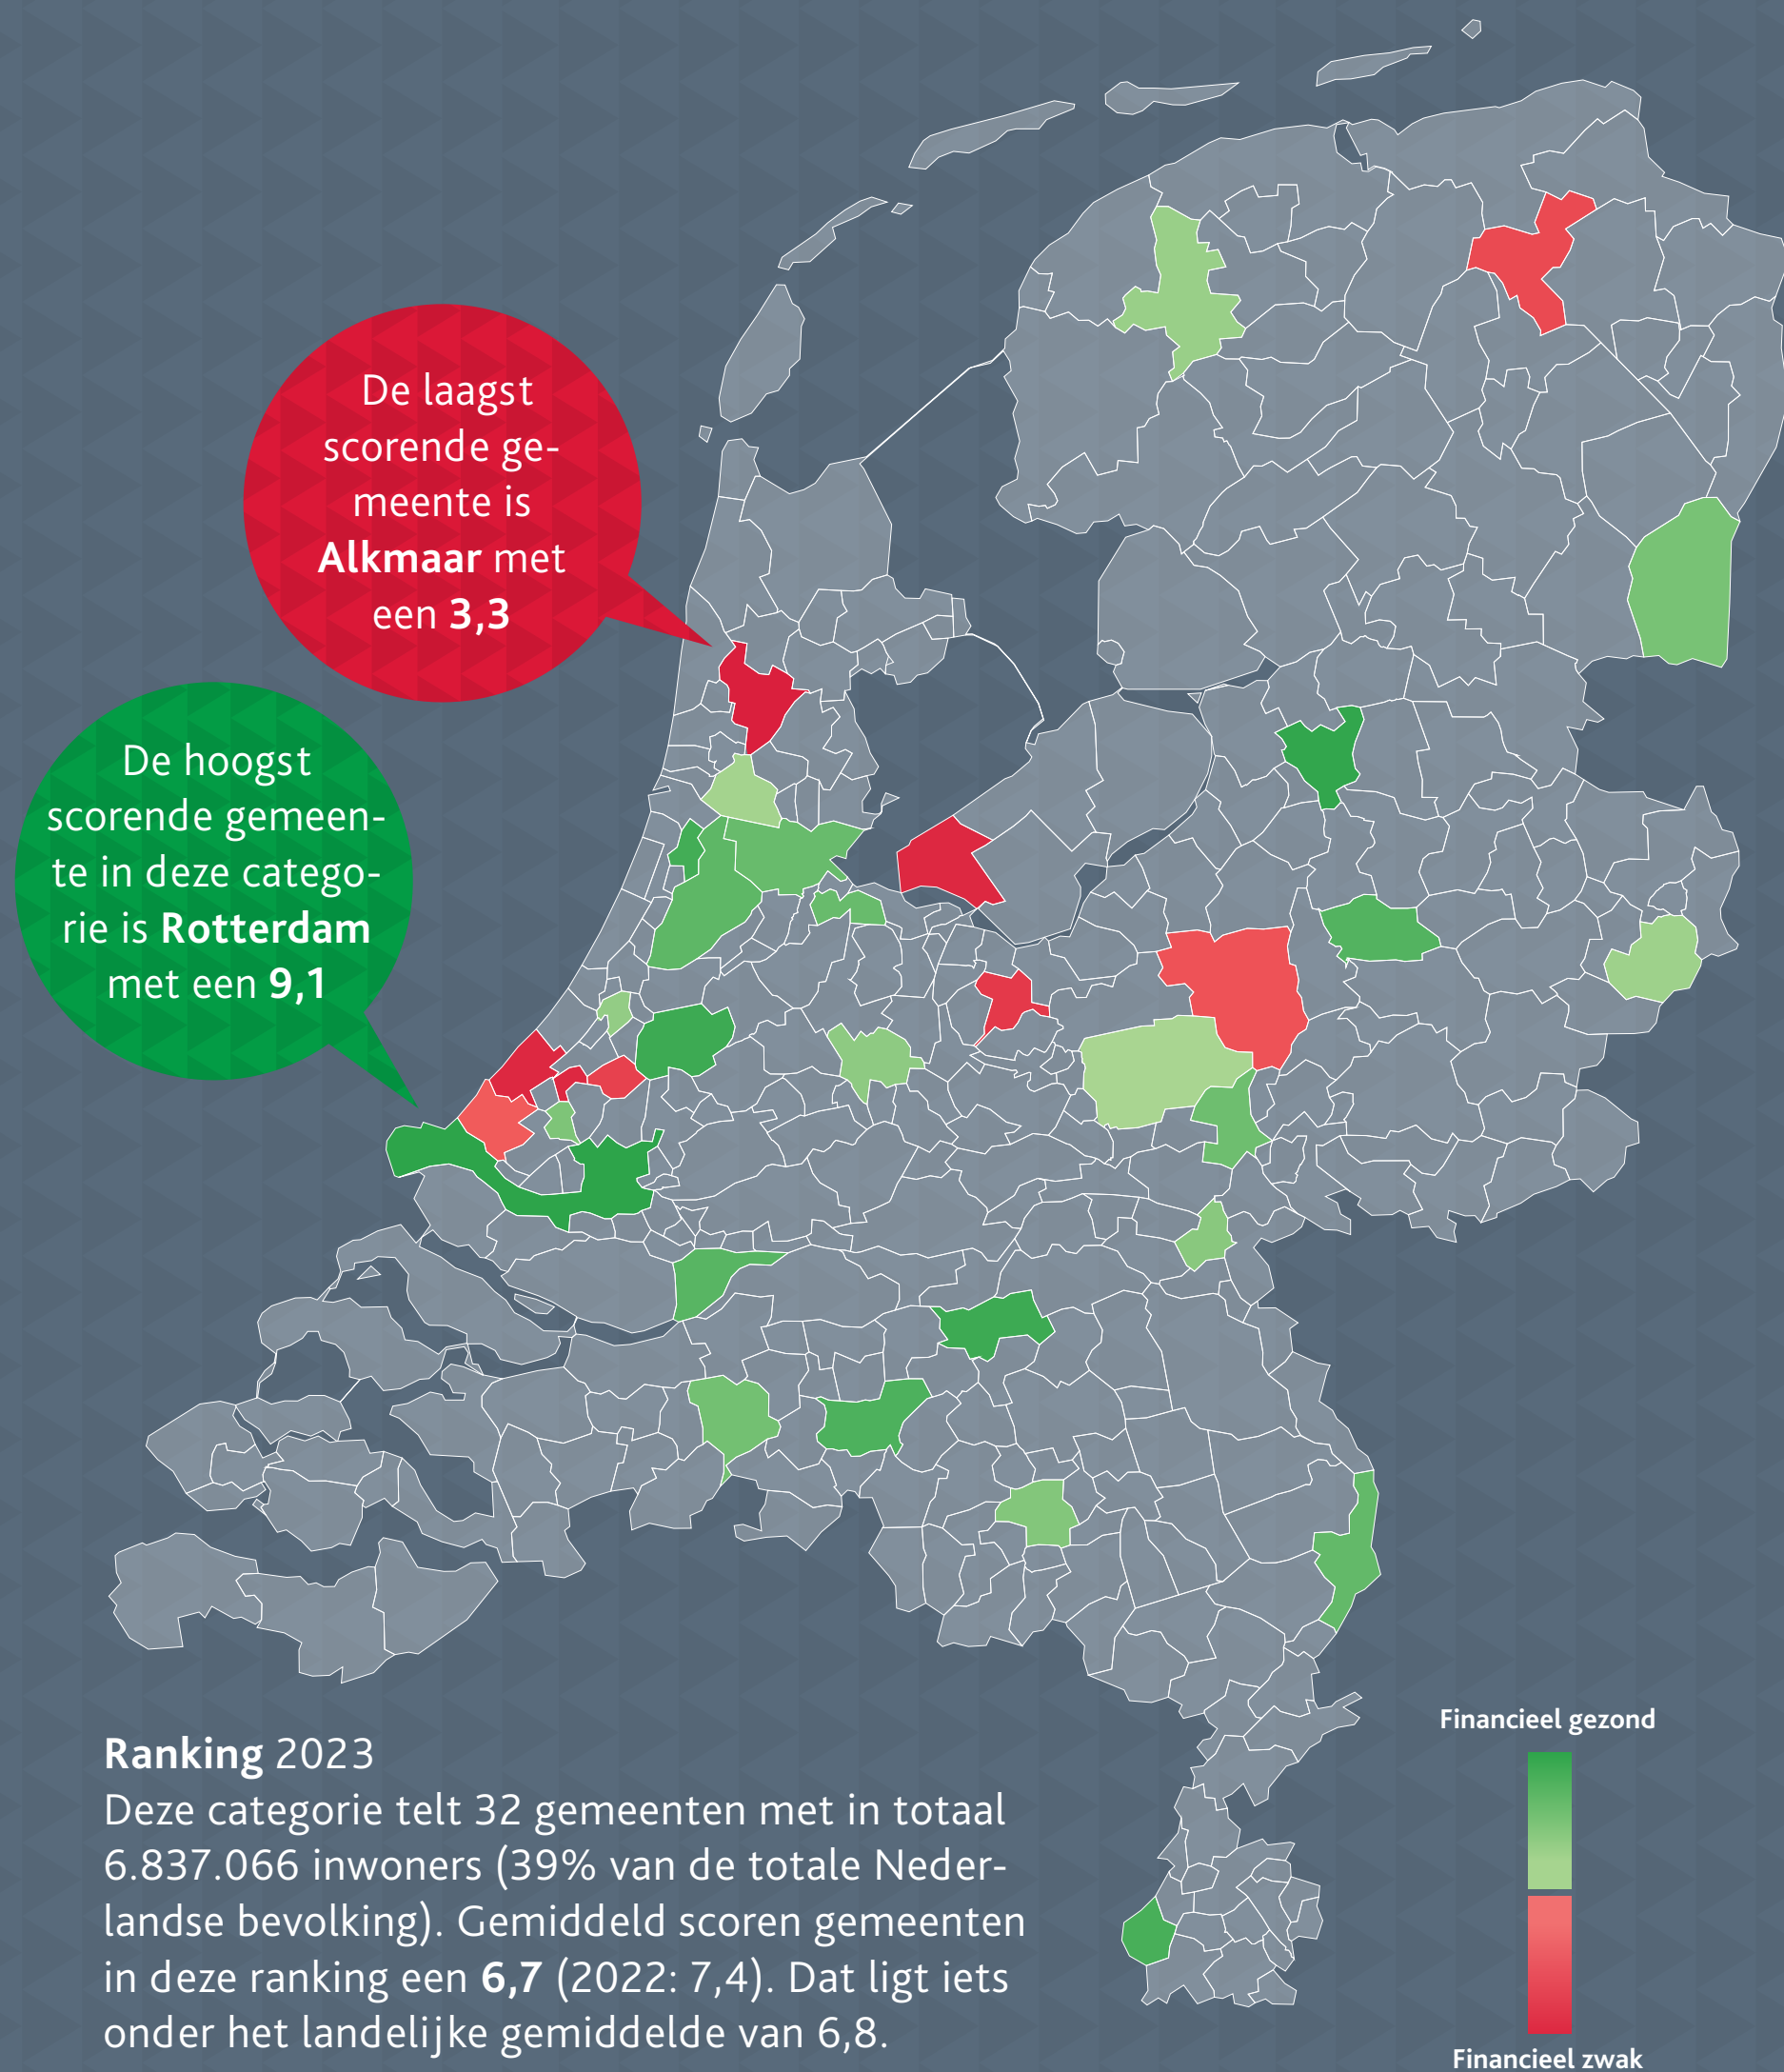 De laagst
scorende ge-
meente is
Alkmaar met
een 3,3
De hoogst
scorende gemeen-
te in deze catego-
rie is Rotterdam
met een 9,1
Ranking 2023
Deze categorie telt 32 gemeenten met in totaal
6.837.066 inwoners (39% van de totale Neder-
landse bevolking). Gemiddeld scoren gemeenten
in deze ranking een 6,7 (2022: 7,4). Dat ligt iets
onder het landelijke gemiddelde van 6,8.
Financieel gezond
Financieel zwak